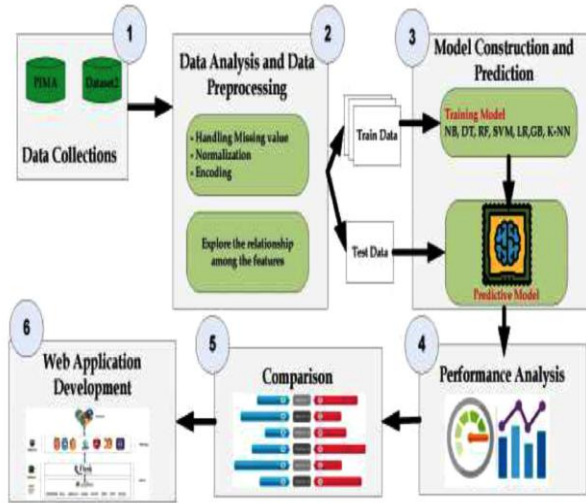 1
PIMA
Dataset2
Data Collections
2
Data Analysis and Data
Preprocessing
• Handling Missing value
• Normalization
• Encoding
Explore the relationship
among the features
Train Data
Test Data
3
Model Construction and
Prediction
Training Model
NB, DT, RF, SVM, LR,GB, K-NN
Predictive Model
4
Performance Analysis
5
Comparison
6
Web Application
Development
Flask